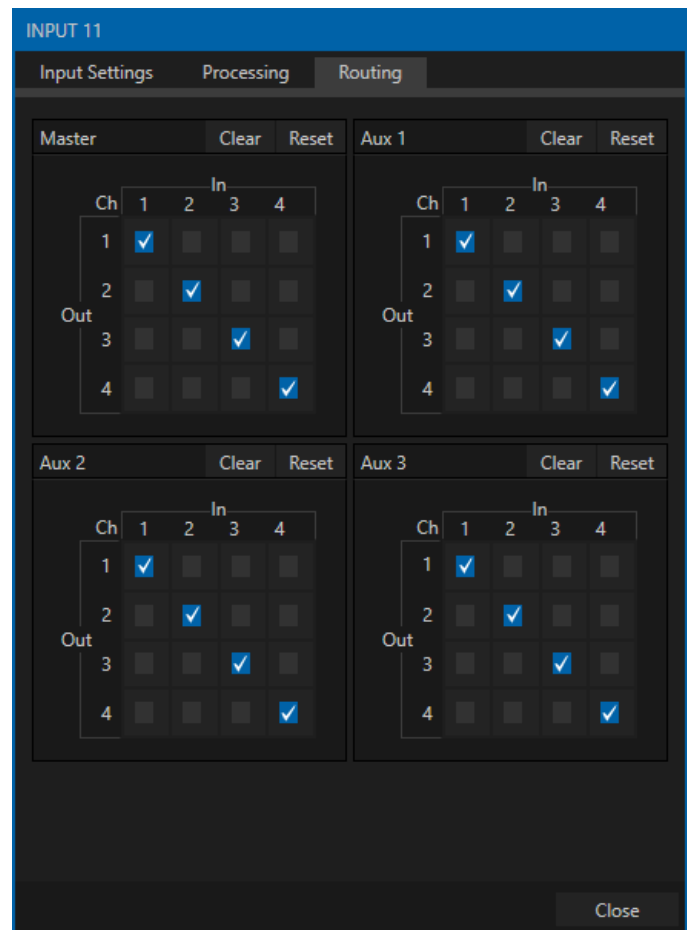 INPUT 11
Input Settings Processing Routing
Master Clear Reset
In
Ch 1 2 3 4
1
2
Out
3
4
Aux 1 Clear Reset
In
Ch 1 2 3 4
1
2
Out
3
4
Aux 2 Clear Reset
In
Ch 1 2 3 4
1
2
Out
3
4
Aux 3 Clear Reset
In
Ch 1 2 3 4
1
2
Out
3
4
Close